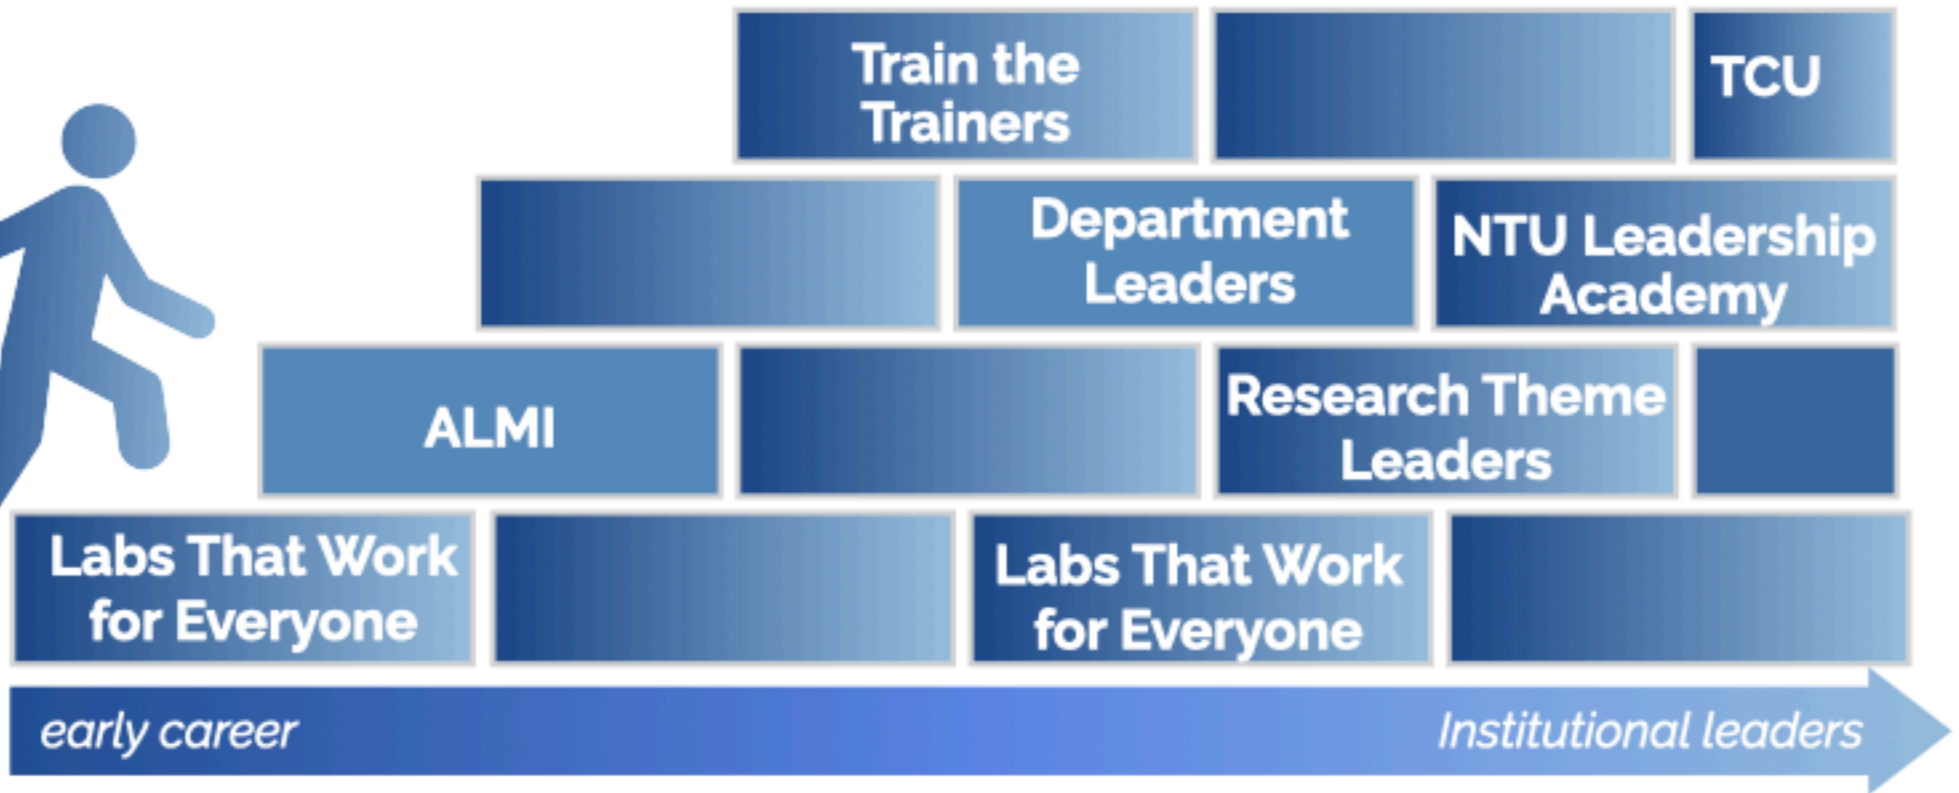 Train the
Trainers
TCU
Department
Leaders
NTU Leadership
Academy
ALMI
Research Theme
Leaders
Labs That Work
for Everyone
Labs That Work
for Everyone
early career
Institutional leaders